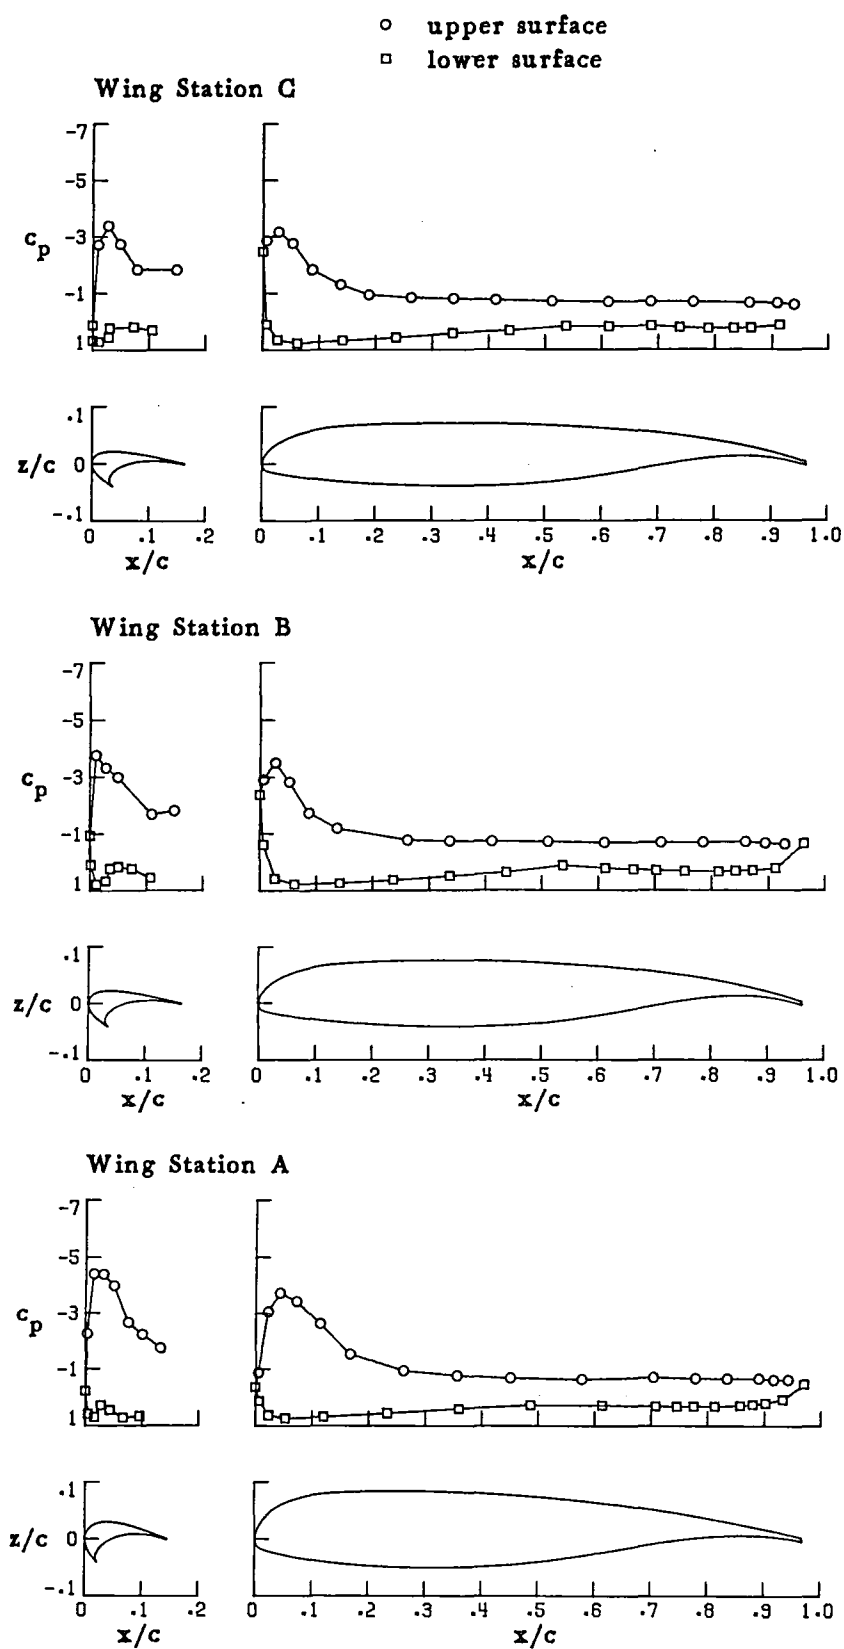 upper surface
lower surface
Wing Station C
-7
-5
-3
-1
1
c_p
.1
0
-.1
z/c
0 .1 .2
x/c
0 .1 .2 .3 .4 .5 .6 .7 .8 .9 1.0
x/c
Wing Station B
-7
-5
-3
-1
1
c_p
.1
0
-.1
z/c
0 .1 .2
x/c
0 .1 .2 .3 .4 .5 .6 .7 .8 .9 1.0
x/c
Wing Station A
-7
-5
-3
-1
1
c_p
.1
0
-.1
z/c
0 .1 .2
x/c
0 .1 .2 .3 .4 .5 .6 .7 .8 .9 1.0
x/c